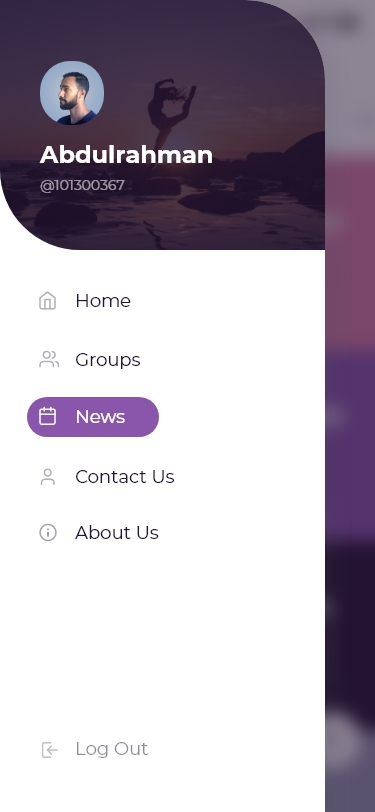 Abdulrahman
@101300367
Home
Groups
News
Contact Us
About Us
Log Out